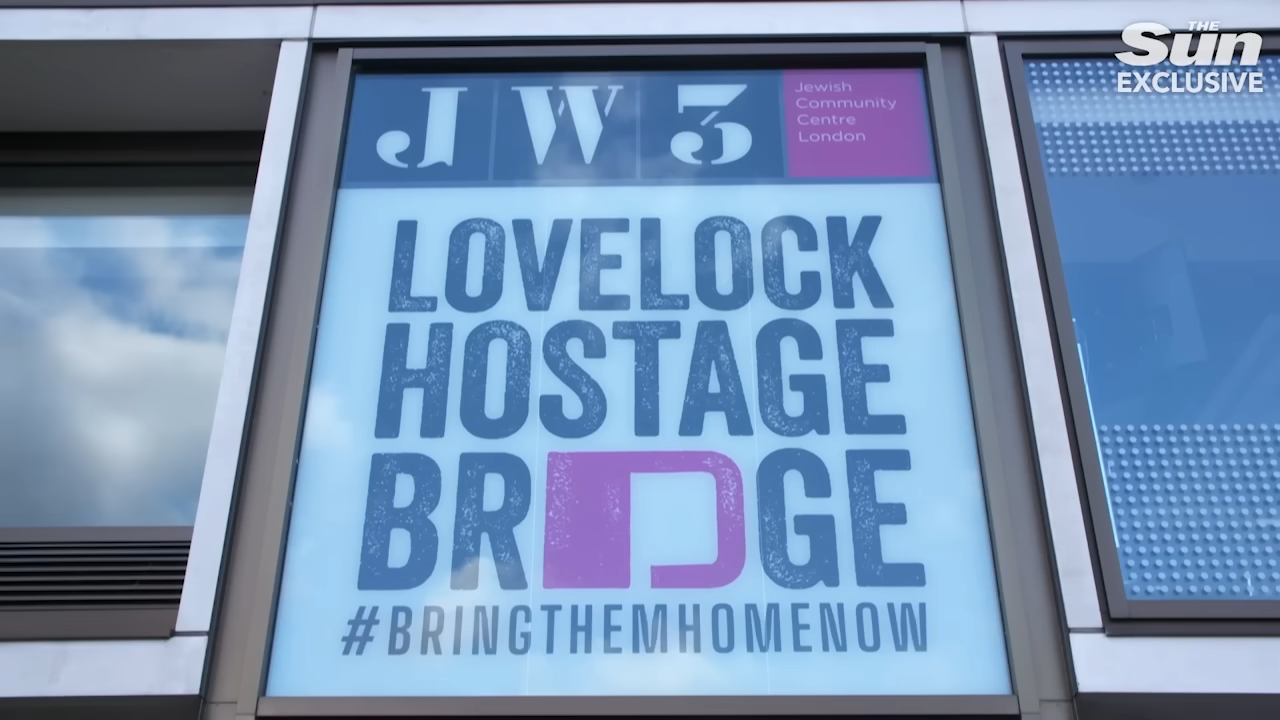 THE
Sun
EXCLUSIVE
JW3
Jewish
Community
Centre
London
LOVELOCK
HOSTAGE
BRIDGE
#BRINGTHEMHOMENOW